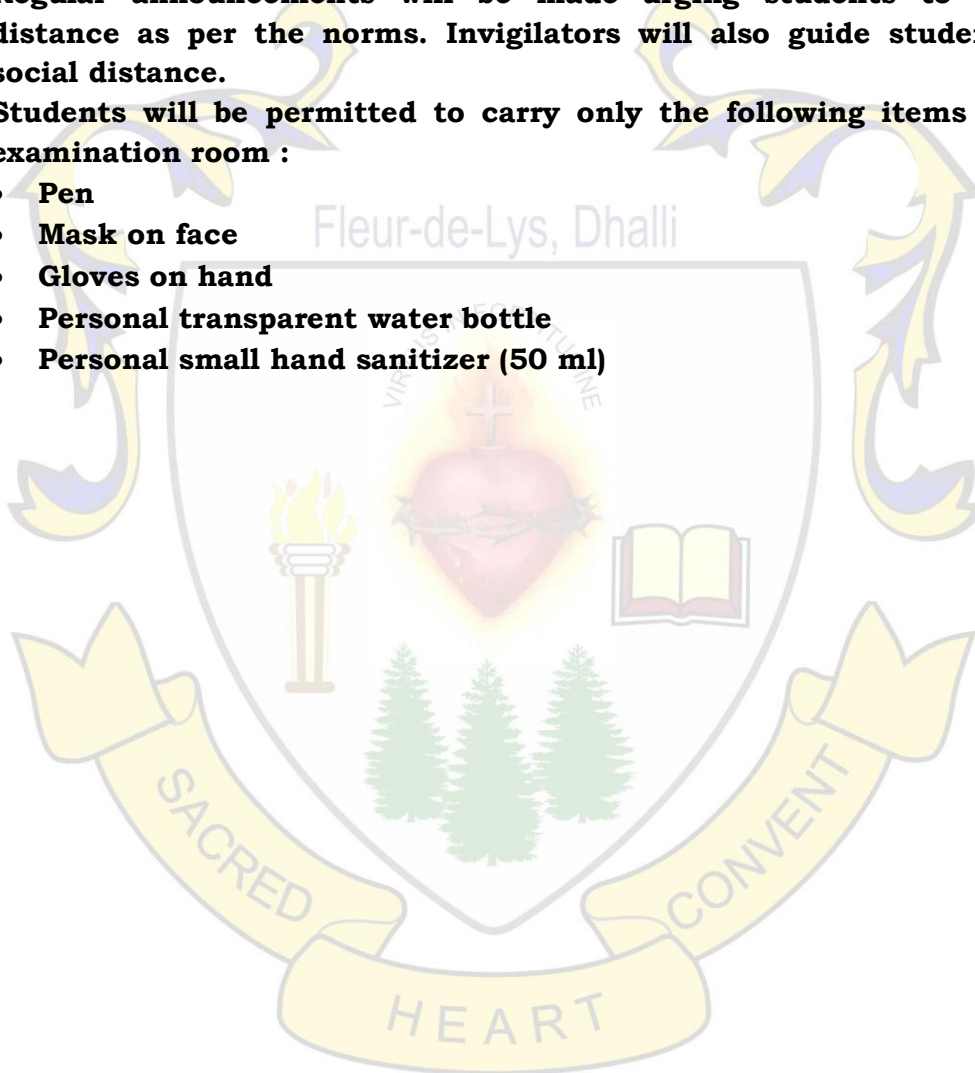 Regular announcements will be made urging students to
distance as per the norms. Invigilators will also guide
social distance.
Students will be permitted to carry only the following items
examination room :
• Pen
• Mask on face
Fleur-de-Lys, Dhalli
• Gloves on hand
• Personal transparent water bottle
• Personal small hand sanitizer (50 ml)
SACRED
HEART
CONVENT